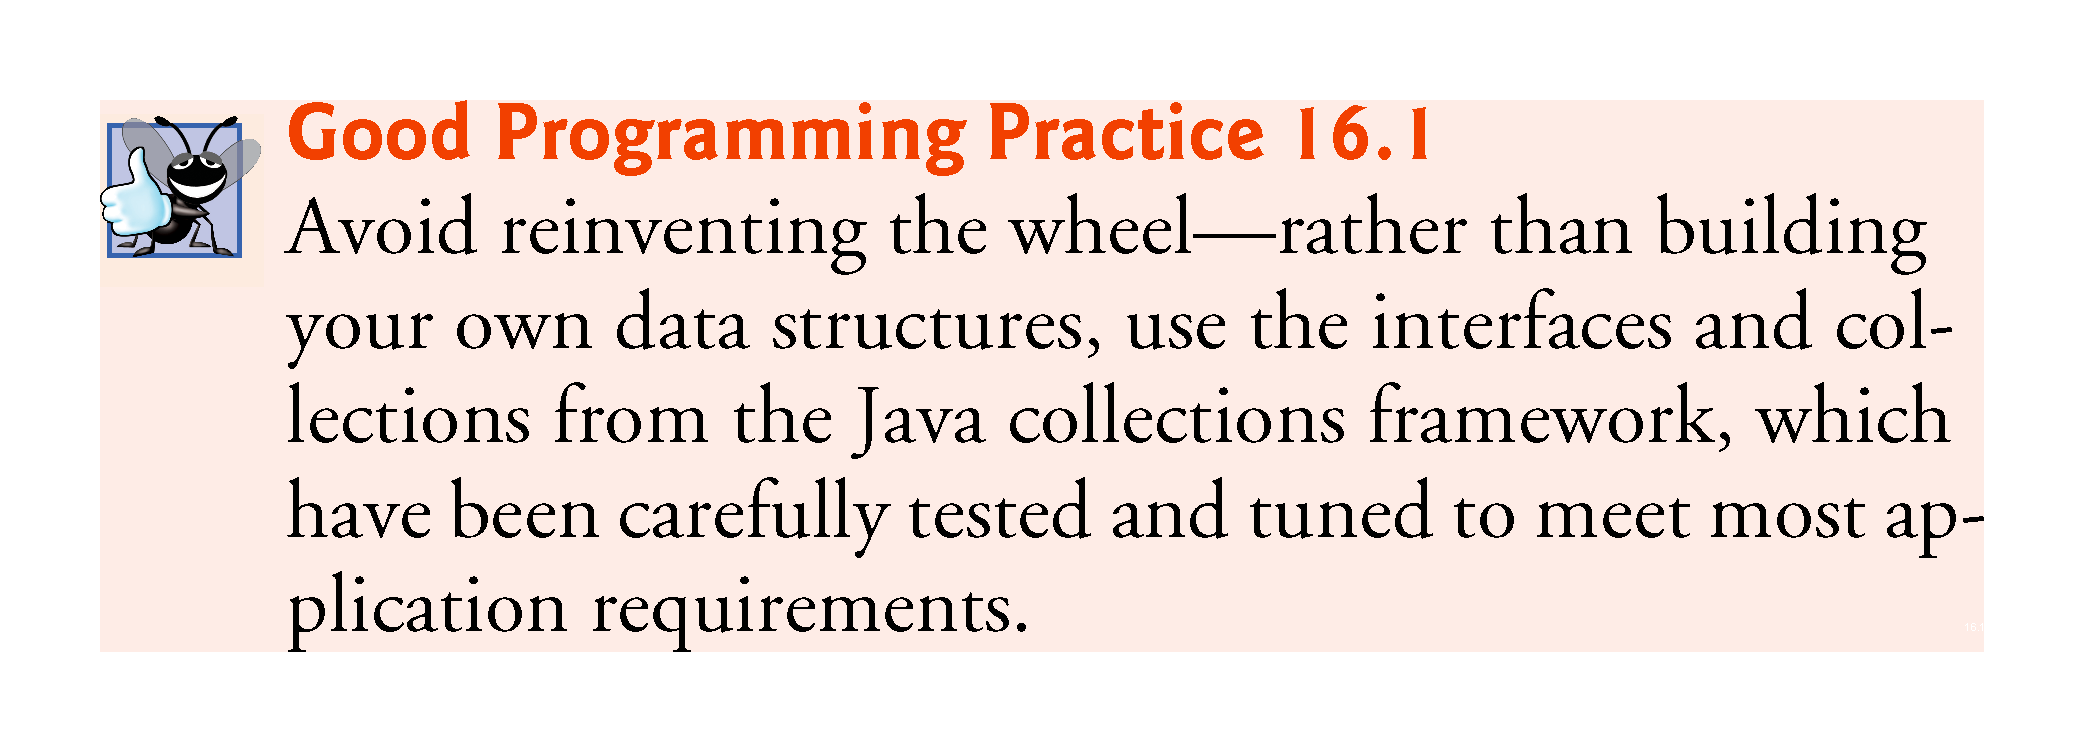 Good Programming Practice 16.1
Avoid reinventing the wheel—rather than building
your own data structures, use the interfaces and col-
lections from the Java collections framework, which
have been carefully tested and tuned to meet most ap-
plication requirements.
16.1